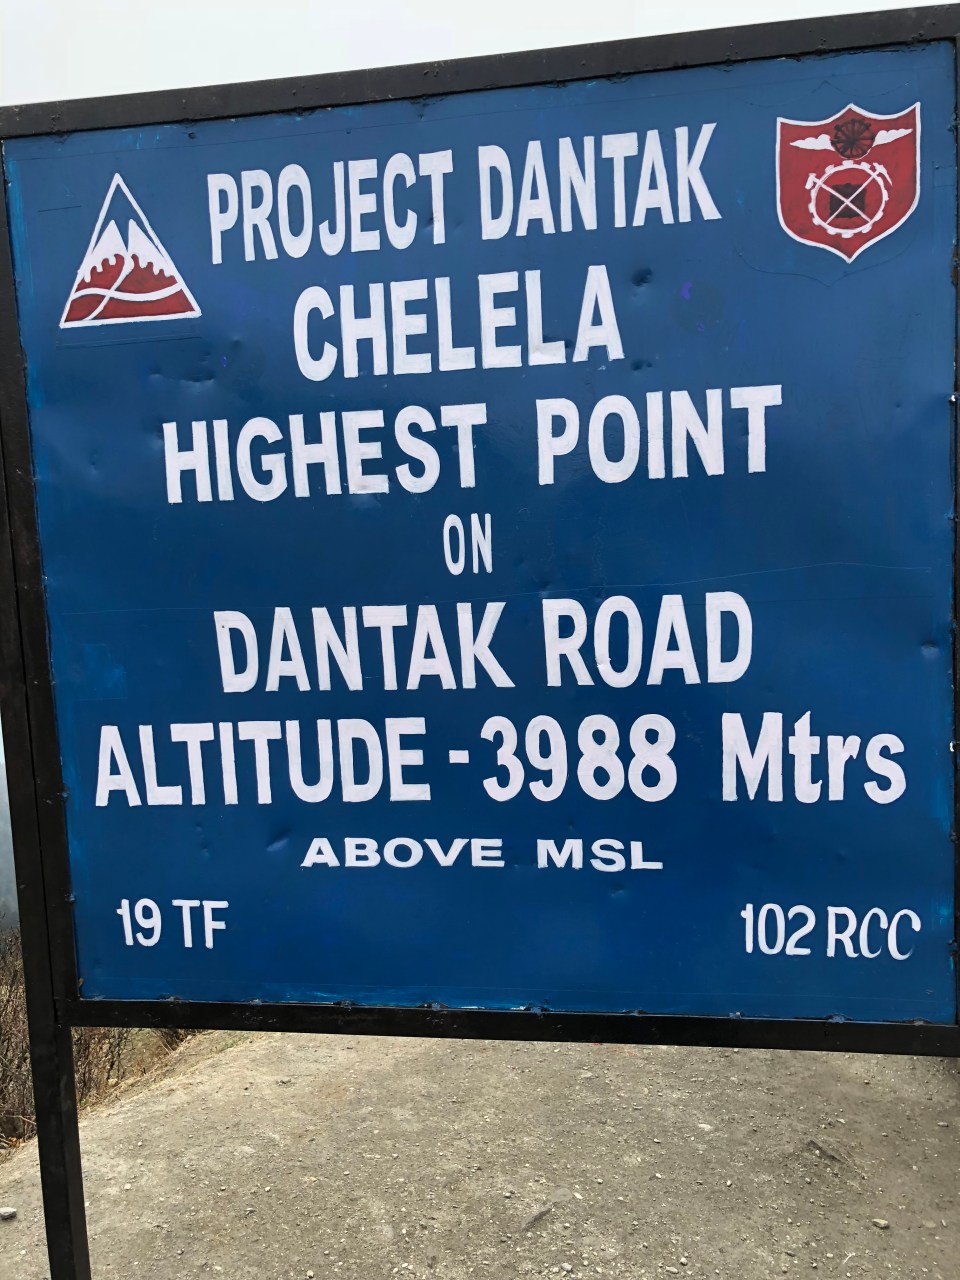 PROJECT DANTAK
CHELELA
HIGHEST POINT
ON
DANTAK ROAD
ALTITUDE - 3988 Mtrs
ABOVE MSL
19 TF
102 RCC